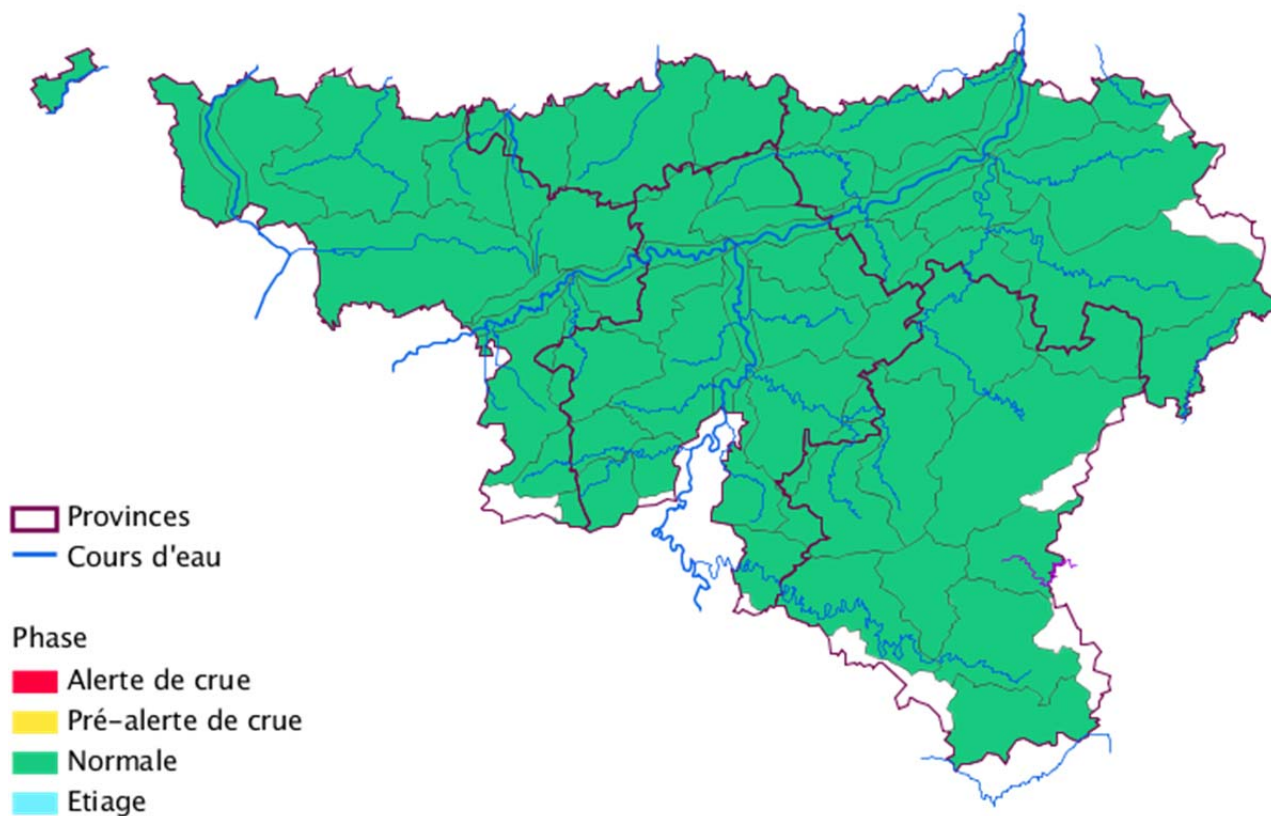 Provinces
Cours d'eau
Phase
Alerte de crue
Pré-alerte de crue
Normale
Etiage